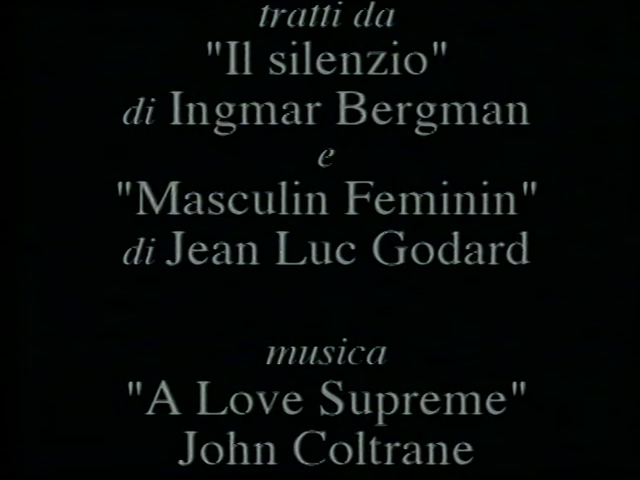 tratti da
"Il silenzio"
di Ingmar Bergman
e
"Masculin Feminin"
di Jean Luc Godard
musica
"A Love Supreme"
John Coltrane